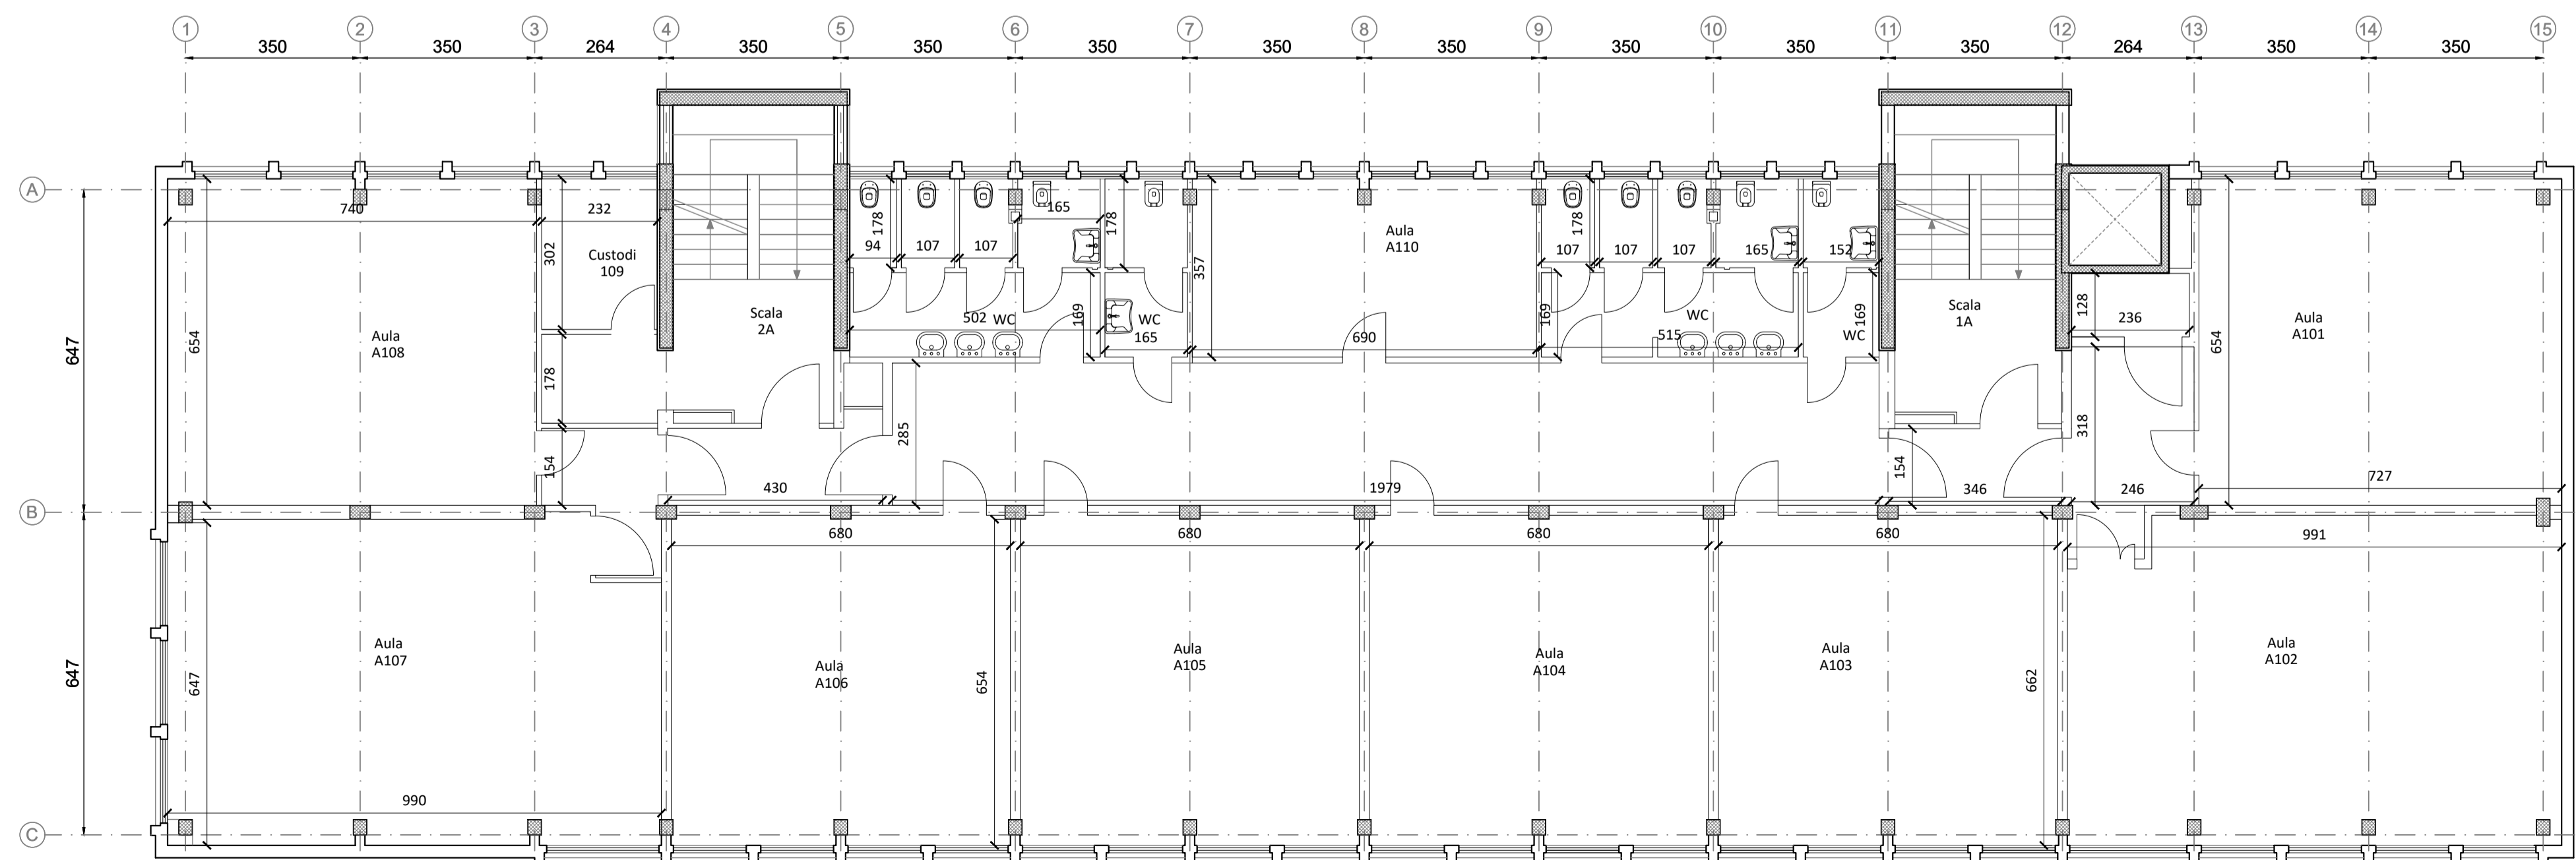 1 2 3 4 5 6 7 8 9 10 11 12 13 14 15
350 350 264 350 350 350 350 350 350 350 350 264 350 350
A
740 232 165
94 107 107
178 178 178
107 107 107 165 152
302
Custodi
109
Aula
A110
357
Scala
2A
Scala
1A
128
236
Aula
A101
502 WC
169
WC
165
690
169
WC
515
169
WC
654
Aula
A108
647
178
285
318
654
154
430
1979
154
346
246
727
B
680 680 680 680 991
Aula
A107
Aula
A106
Aula
A105
Aula
A104
Aula
A103
Aula
A102
647
647
654
662
990
C